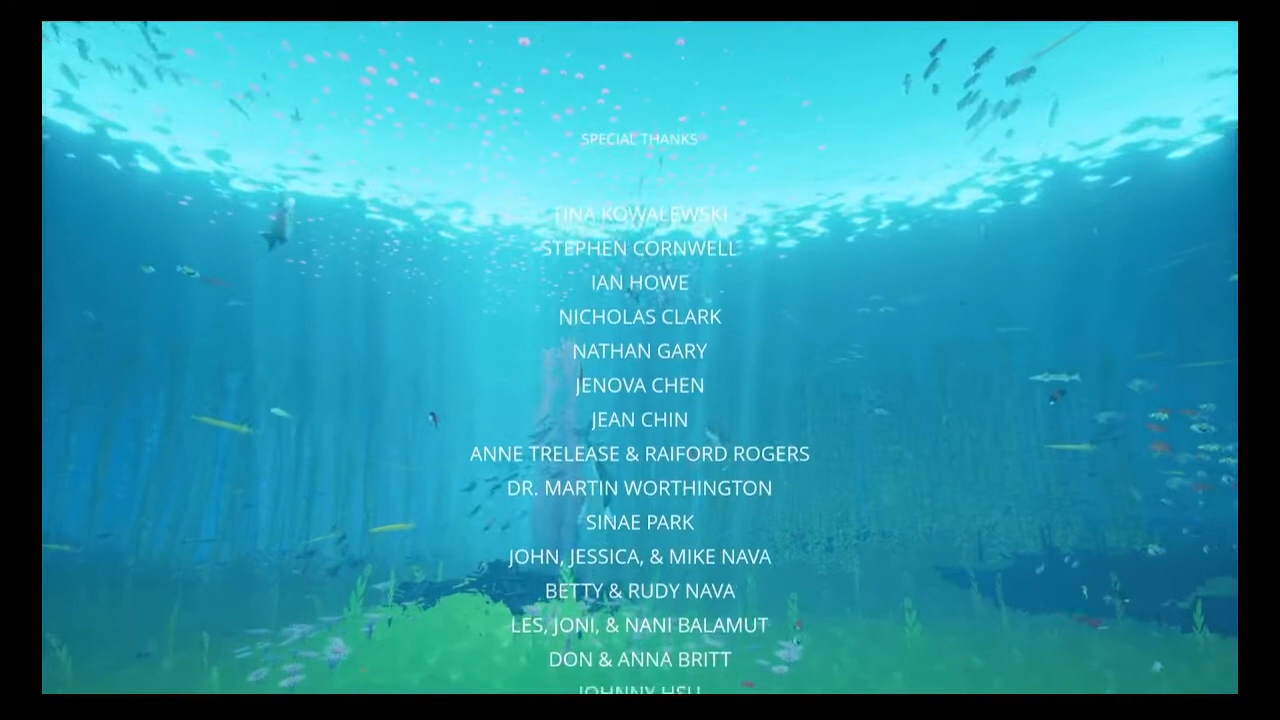 SPECIAL THANKS
TINA KOWALEWSKI
STEPHEN CORNWELL
IAN HOWE
NICHOLAS CLARK
NATHAN GARY
JENOVA CHEN
JEAN CHIN
ANNE TRELEASE & RAIFORD ROGERS
DR. MARTIN WORTHINGTON
SINAE PARK
JOHN, JESSICA, & MIKE NAVA
BETTY & RUDY NAVA
LES, JONI, & NANI BALAMUT
DON & ANNA BRITT
JOHNNY HSU